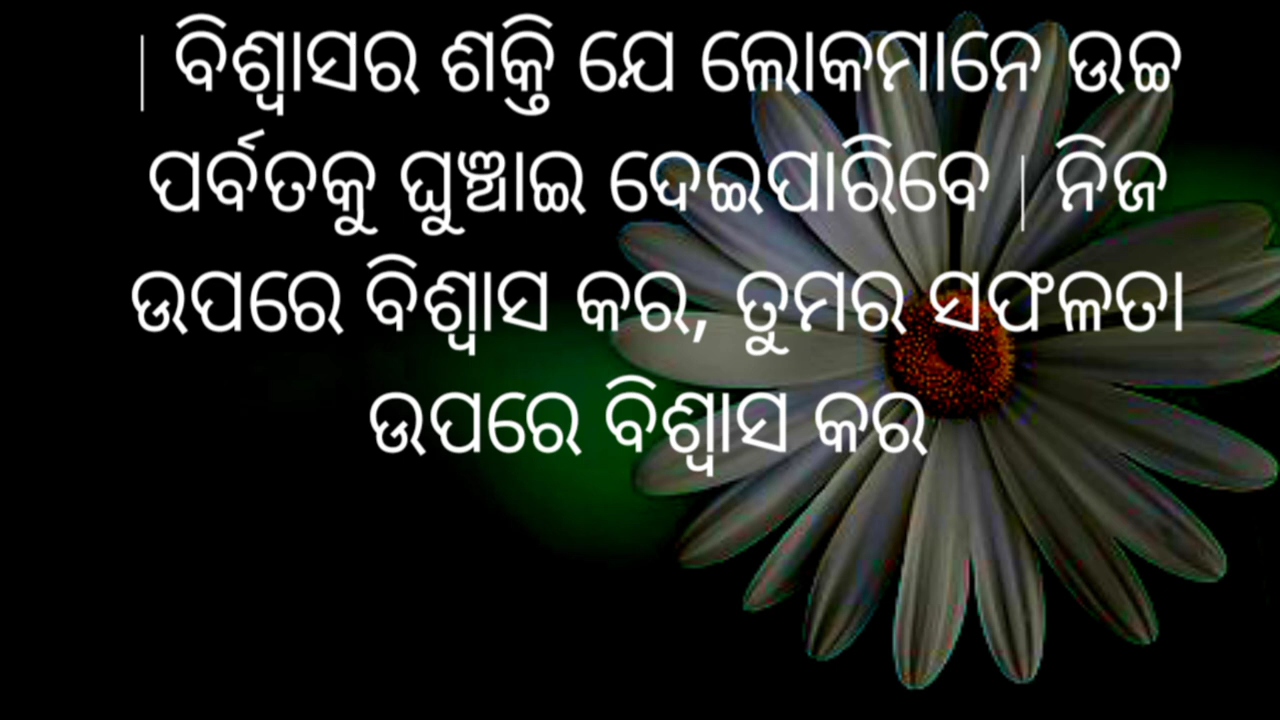 | ବିଶ୍ୱାସର ଶକ୍ତି ଯେ ଲୋକମାନେ ଉଚ୍ଚ
ପର୍ବତକୁ ଘୁଞ୍ଚାଇ ଦେଇପାରିବେ | ନିଜ
ଉପରେ ବିଶ୍ୱାସ କର, ତୁମର ସଫଳତା
ଉପରେ ବିଶ୍ୱାସ କର